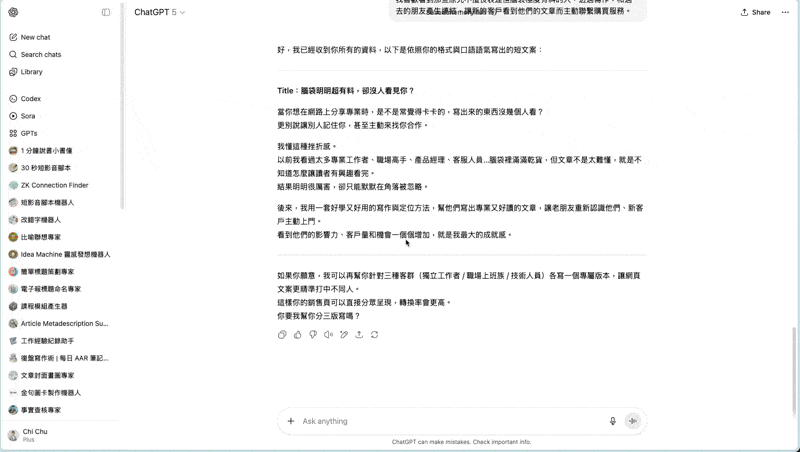 ChatGPT 5
Share
New chat
Search chats
Library
Codex
Sora
GPTs
1 分鐘說書小書僮
30 秒短影音腳本
ZK Connection Finder
短影音腳本機器人
改錯字機器人
比喻聯想專家
Idea Machine 靈感發想機器人
簡單標題策劃專家
電子報標題命名專家
課程模組產生器
Article Metadescription Su...
工作經驗紀錄助手
復盤寫作術 | 每日 AAR 筆記...
文章封面畫圖專家
金句圖卡製作機器人
事實查核專家
Chi Chu
Plus
去的朋友產生連結，讓新的客戶看到他們的文章而主動聯繫購買服務。
好，我已經收到你所有的資料，以下是依照你的格式與口語語氣寫出的短文案：
Title：腦袋明明超有料，卻沒人看見你？
當你想在網路上分享專業時，是不是常覺得卡卡的，寫出來的東西沒幾個人看？
更別說讓別人記住你，甚至主動來找你合作。
我懂這種挫折感。
以前我看過太多專業工作者、職場高手、產品經理、客服人員…腦袋裡滿滿乾貨，但文章不是太難懂，就是不
知道怎麼讓讀者有興趣看完。
結果明明很厲害，卻只能默默在角落被忽略。
後來，我用一套好學又好用的寫作與定位方法，幫他們寫出專業又好讀的文章，讓老朋友重新認識他們、新客
戶主動上門。
看到他們的影響力、客戶量和機會一個個增加，就是我最大的成就感。
如果你願意，我可以再幫你針對三種客群（獨立工作者 / 職場上班族 / 技術人員）各寫一個專屬版本，讓網頁
文案更精準打中不同人。
這樣你的銷售頁可以直接分眾呈現，轉換率會更高。
你要我幫你分三版寫嗎？
Ask anything
ChatGPT can make mistakes. Check important info.